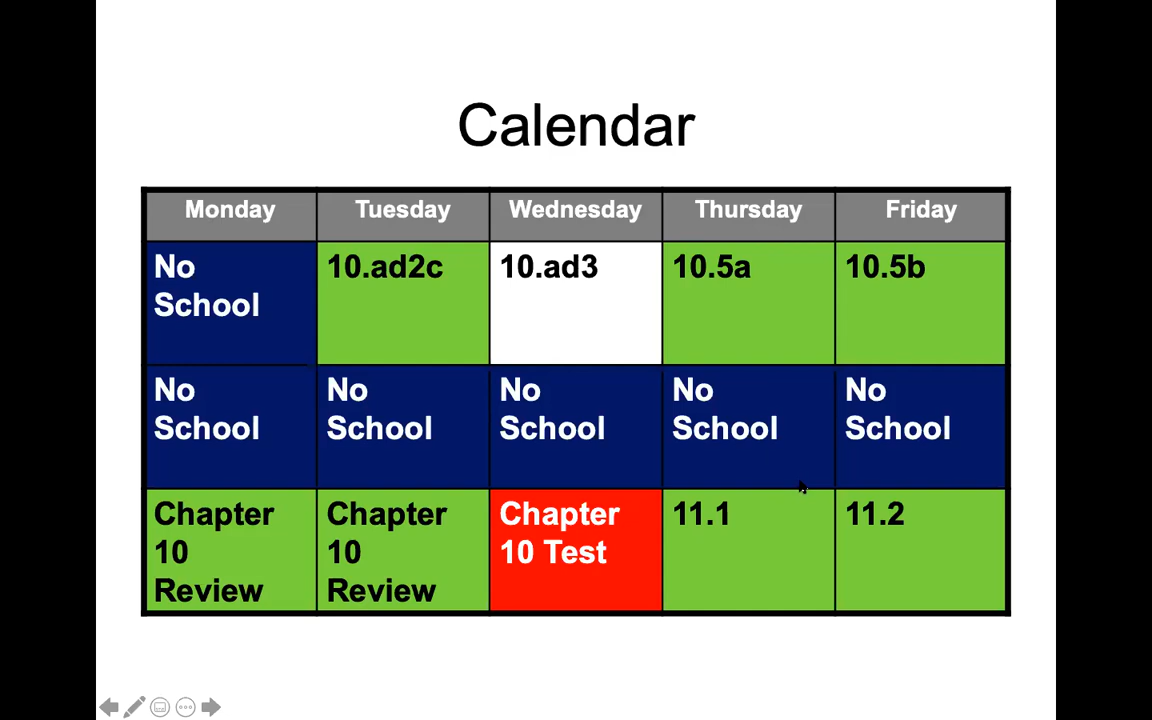 Calendar
Monday Tuesday Wednesday Thursday Friday
No School
10.ad2c
10.ad3
10.5a
10.5b
No School
No School
No School
No School
No School
Chapter 10 Review
Chapter 10 Review
Chapter 10 Test
11.1
11.2